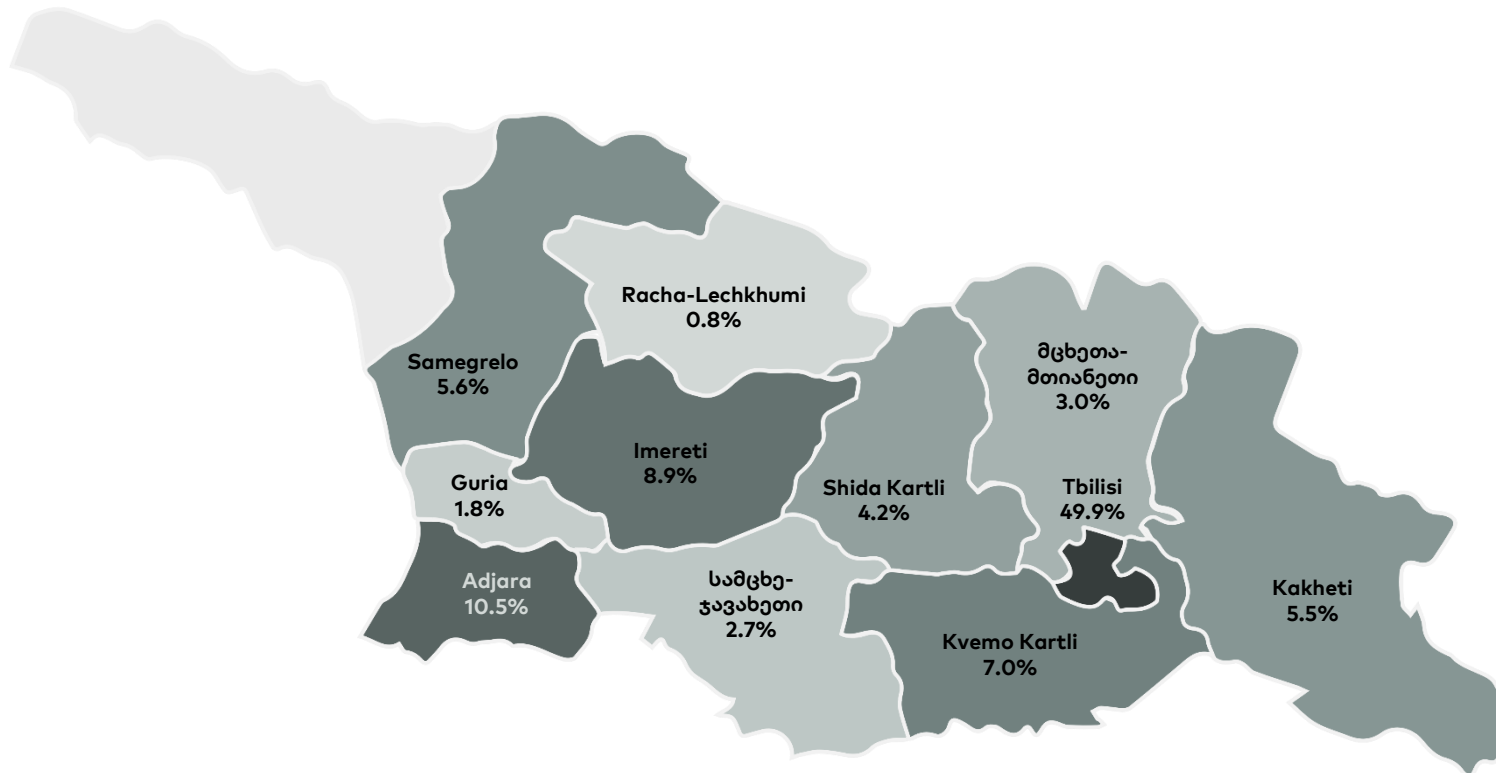 Racha-Lechkhumi
0.8%
Samegrelo
5.6%
მცხეთა-
მთიანეთი
3.0%
Imereti
8.9%
Guria
1.8%
Shida Kartli
4.2%
Tbilisi
49.9%
Adjara
10.5%
სამცხე-
ჯავახეთი
2.7%
Kvemo Kartli
7.0%
Kakheti
5.5%